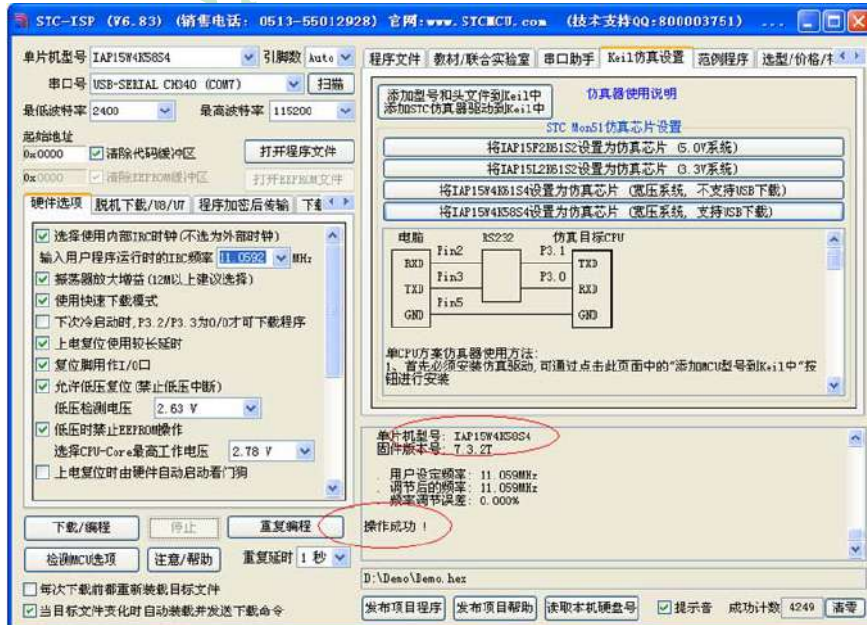 STC-ISP (V6.83) (销售电话: 0513-55012928) 官网:www.STCMCU.com (技术支持QQ:800003751) ...
单片机型号 IAP15W4K58S4 引脚数 Auto
串口号 USB-SERIAL CH340 (COM7) 扫描
最低波特率 2400 最高波特率 115200
起始地址
0x0000 清除代码缓冲区 打开程序文件
0x0000 清除EEPROM缓冲区 打开EEPROM文件
硬件选项 脱机下载/U8/U7 程序加密后传输
选择使用内部IRC时钟(不选为外部时钟)
输入用户程序运行时的IRC频率 11.0592 MHz
振荡器放大增益(12M以上建议选择)
使用快速下载模式
下次冷启动时,P3.2/P3.3为0/0才可下载程序
上电复位使用较长延时
复位脚用作I/O口
允许低压复位(禁止低压中断)
低压检测电压 2.63 V
低压时禁止EEPROM操作
选择CPU-Core最高工作电压 2.78 V
上电复位时由硬件自动启动看门狗
下载/编程 停止 重复编程
检测MCU选项 注意/帮助 重复延时 1 秒
每次下载前都重新装载目标文件
当目标文件变化时自动装载并发送下载命令
程序文件 教材/联合实验室 串口助手 Keil仿真设置 范例程序 选型/价格/
添加型号和头文件到Keil中
添加STC仿真器驱动到Keil中
仿真器使用说明
STC Mon51仿真芯片设置
将IAP15F2K61S2设置为仿真芯片 (5.0V系统)
将IAP15L2K61S2设置为仿真芯片 (3.3V系统)
将IAP15W4K61S4设置为仿真芯片 (宽压系统, 不支持USB下载)
将IAP15W4K58S4设置为仿真芯片 (宽压系统, 支持USB下载)
电脑 RS232 仿真目标CPU
Pin2 P3.1
RXD TXD
Pin3 P3.0
TXD RXD
Pin5
GND GND
单CPU方案仿真器使用方法:
1、首先必须安装仿真驱动,可通过点击此页面中的"添加MCU型号到Keil中"按
钮进行安装
单片机型号: IAP15W4K58S4
固件版本号: 7.3.2T
. 用户设定频率: 11.059MHz
. 调节后的频率: 11.059MHz
. 频率调节误差: 0.000%
操作成功 !
D:\Demo\Demo.hex
发布项目程序 发布项目帮助 读取本机硬盘号 提示音 成功计数 4249 清零